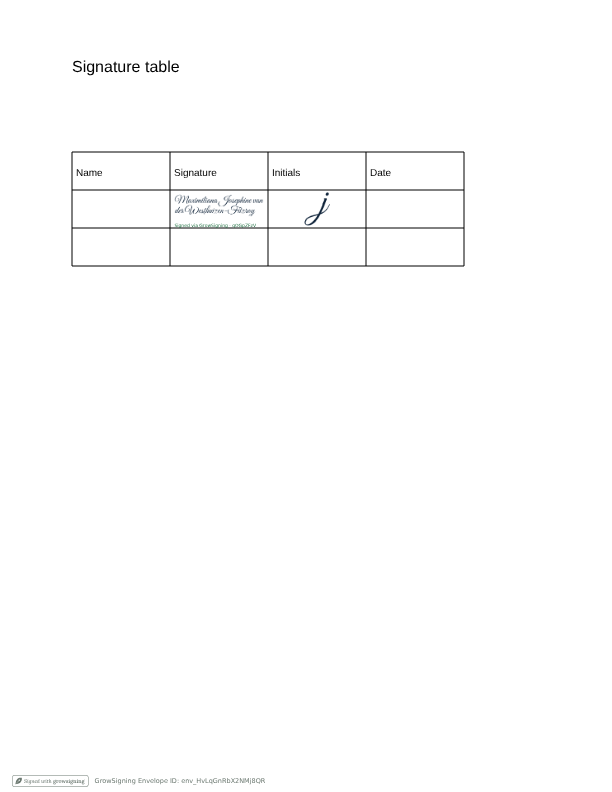 Signature table
Name Signature Initials Date
Maximiliana Josephine von
der Westhuizen-Fitzroy
j
Signed via GrowSigning
Signed with growsigning GrowSigning Envelope ID: env_HvLqGnRbX2NMj8QR